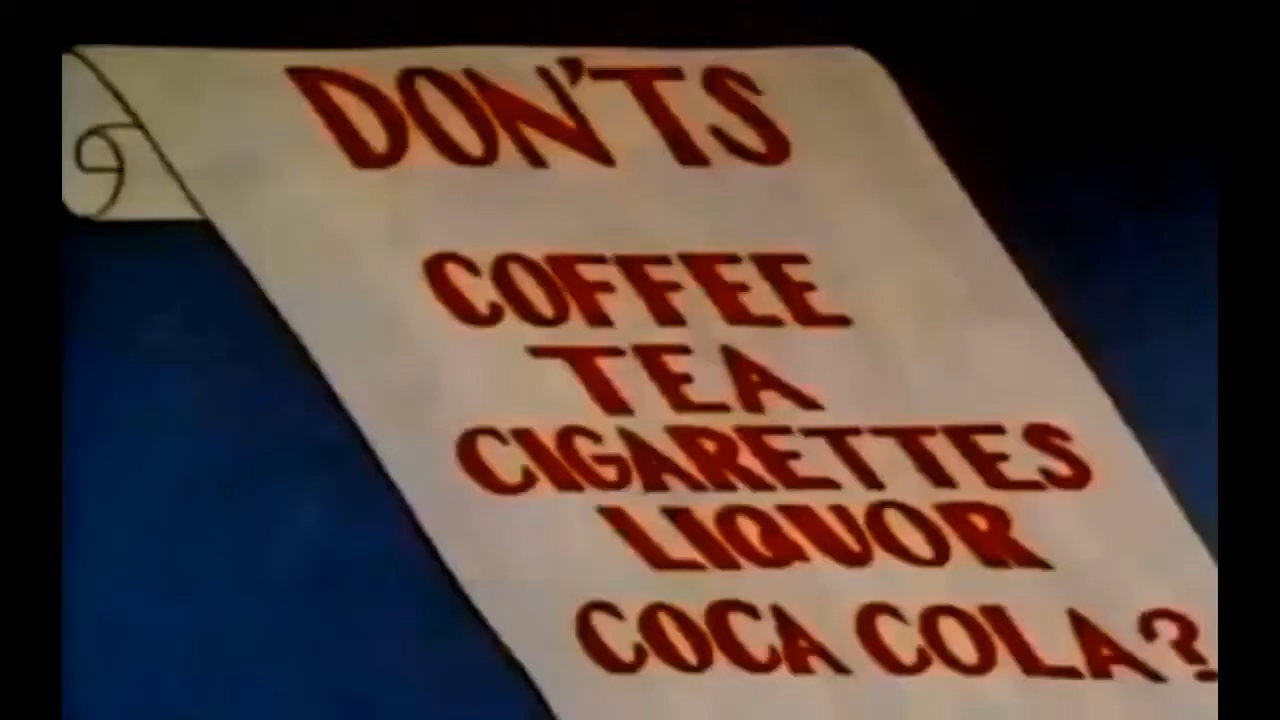 DON'TS
COFFEE
TEA
CIGARETTES
LIQUOR
COCA COLA?